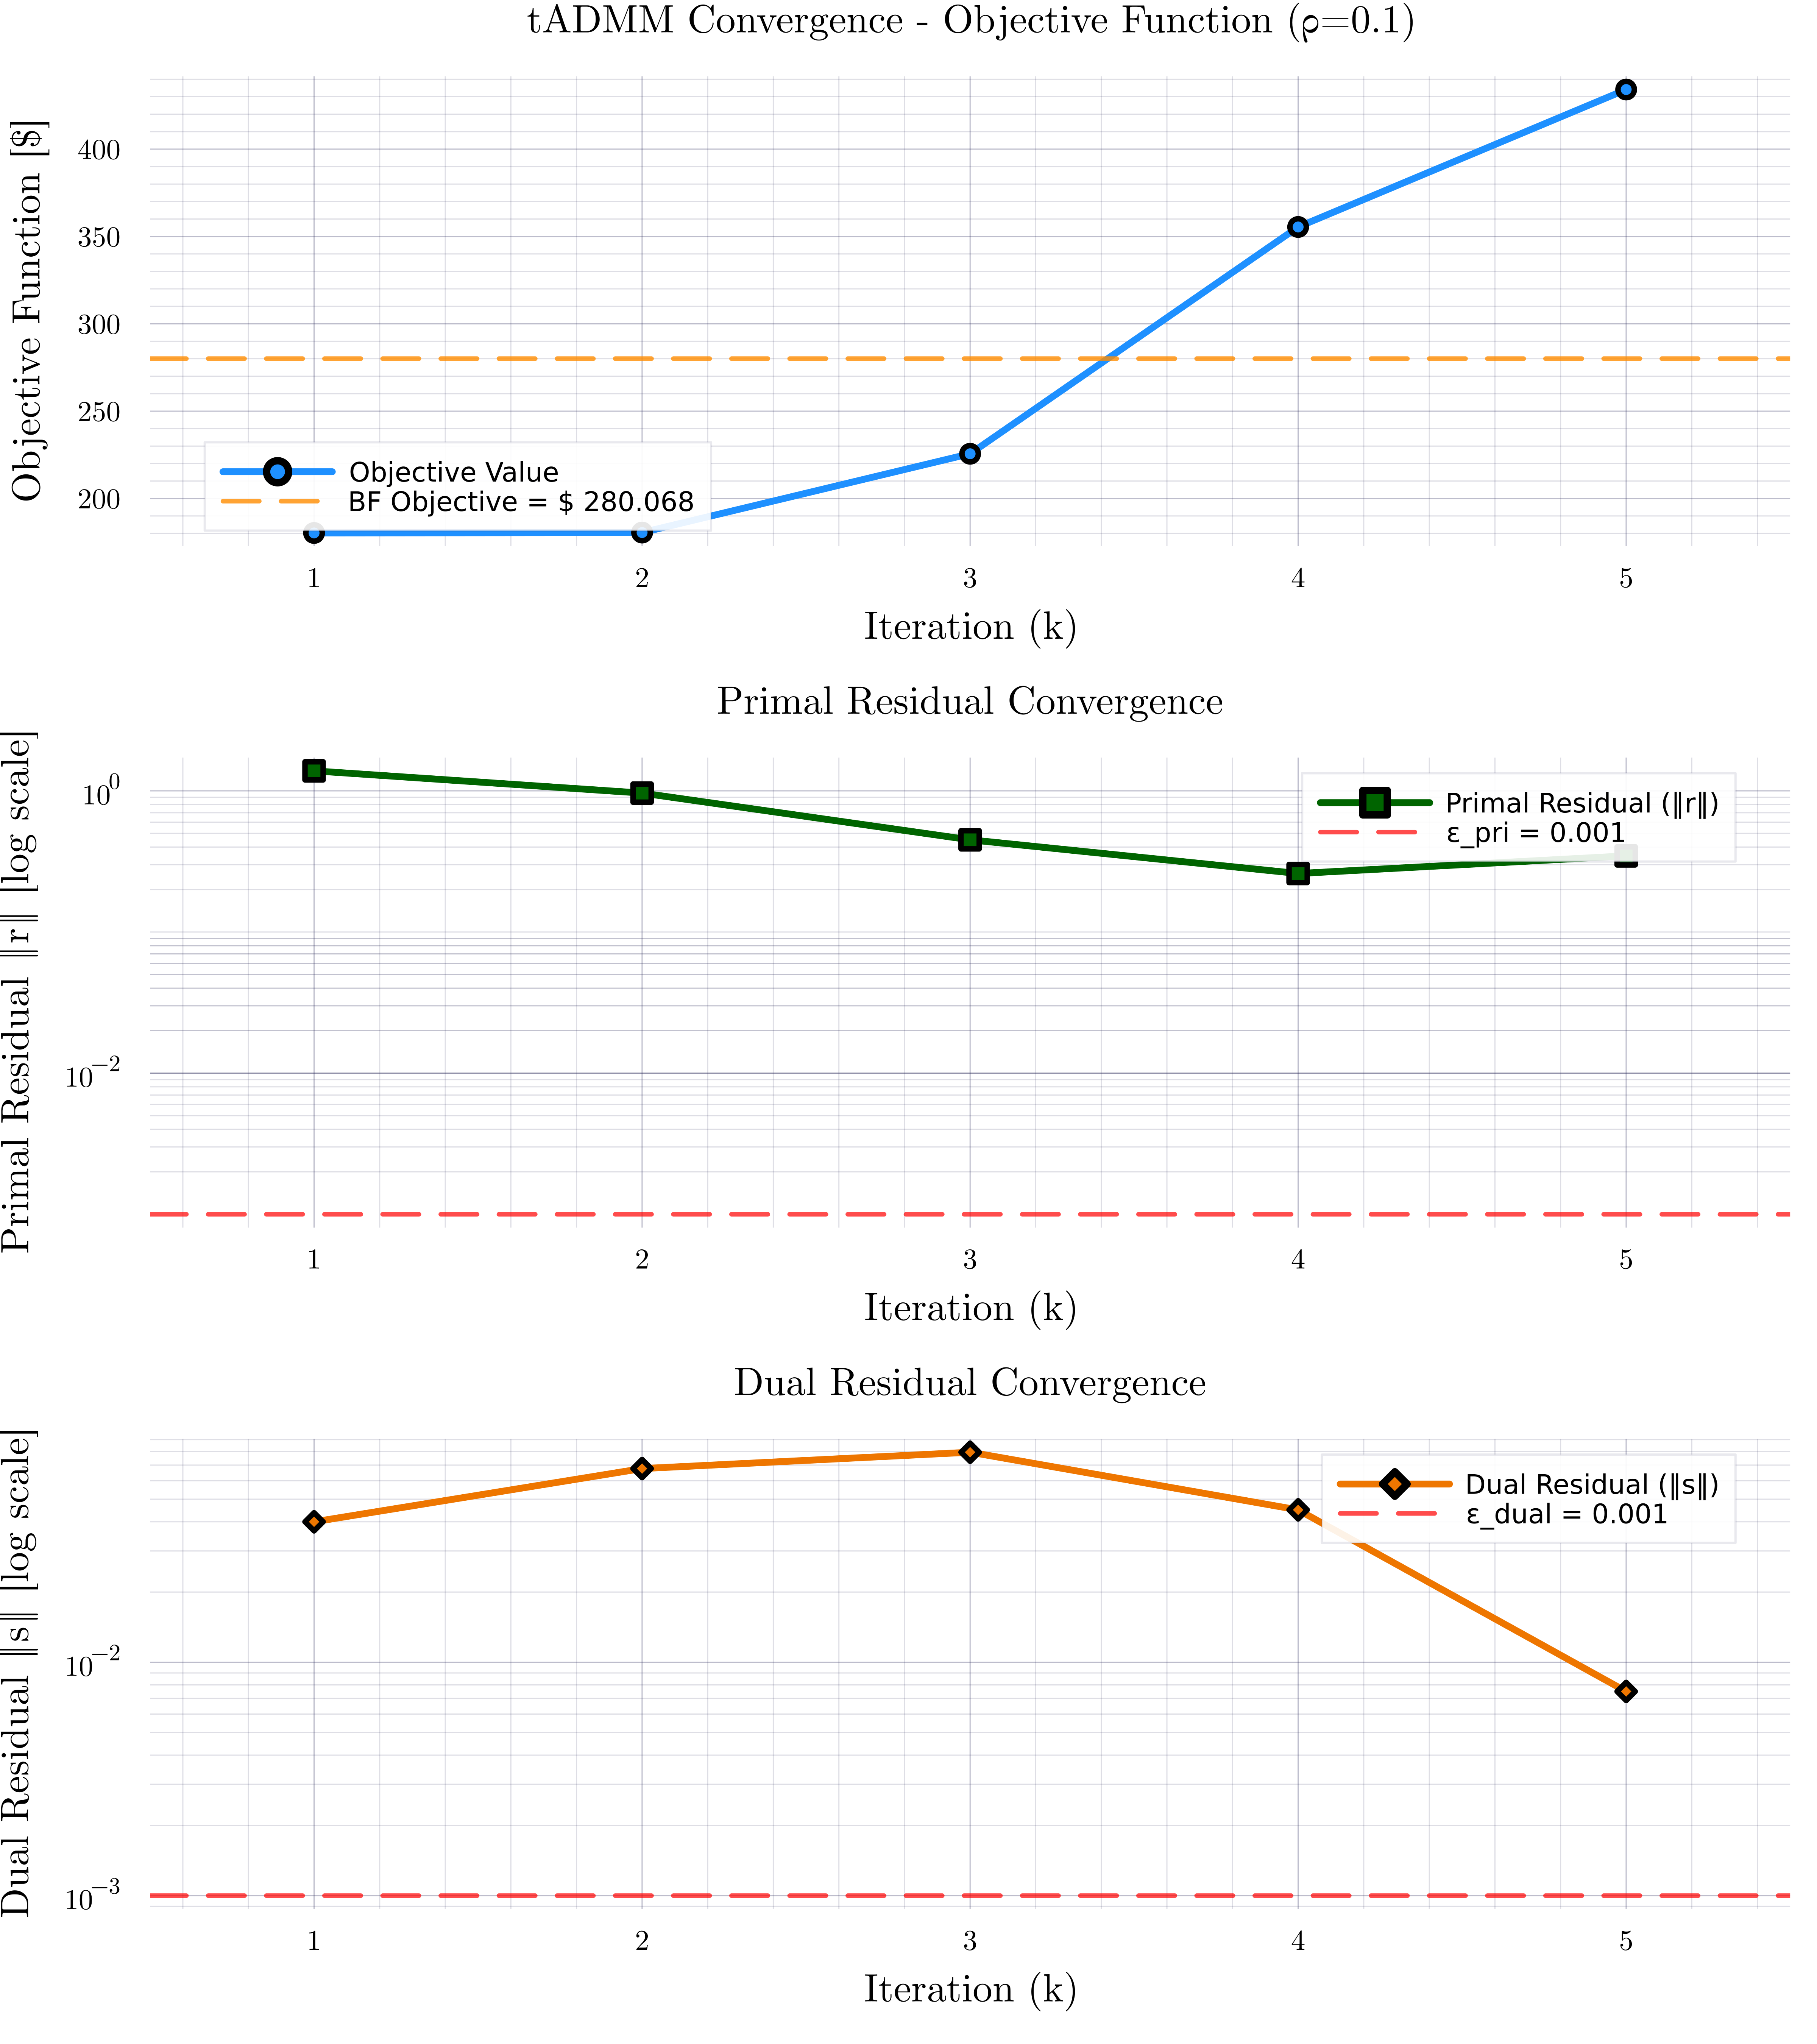 tADMM Convergence - Objective Function (ρ=0.1)
Objective Function [$]
400
350
300
250
200
Objective Value
BF Objective = $ 280.068
1 2 3 4 5
Iteration (k)
Primal Residual Convergence
Primal Residual ‖r‖ [log scale]
10⁰
10⁻²
Primal Residual (‖r‖)
ε_pri = 0.001
1 2 3 4 5
Iteration (k)
Dual Residual Convergence
Dual Residual ‖s‖ [log scale]
10⁻²
10⁻³
Dual Residual (‖s‖)
ε_dual = 0.001
1 2 3 4 5
Iteration (k)